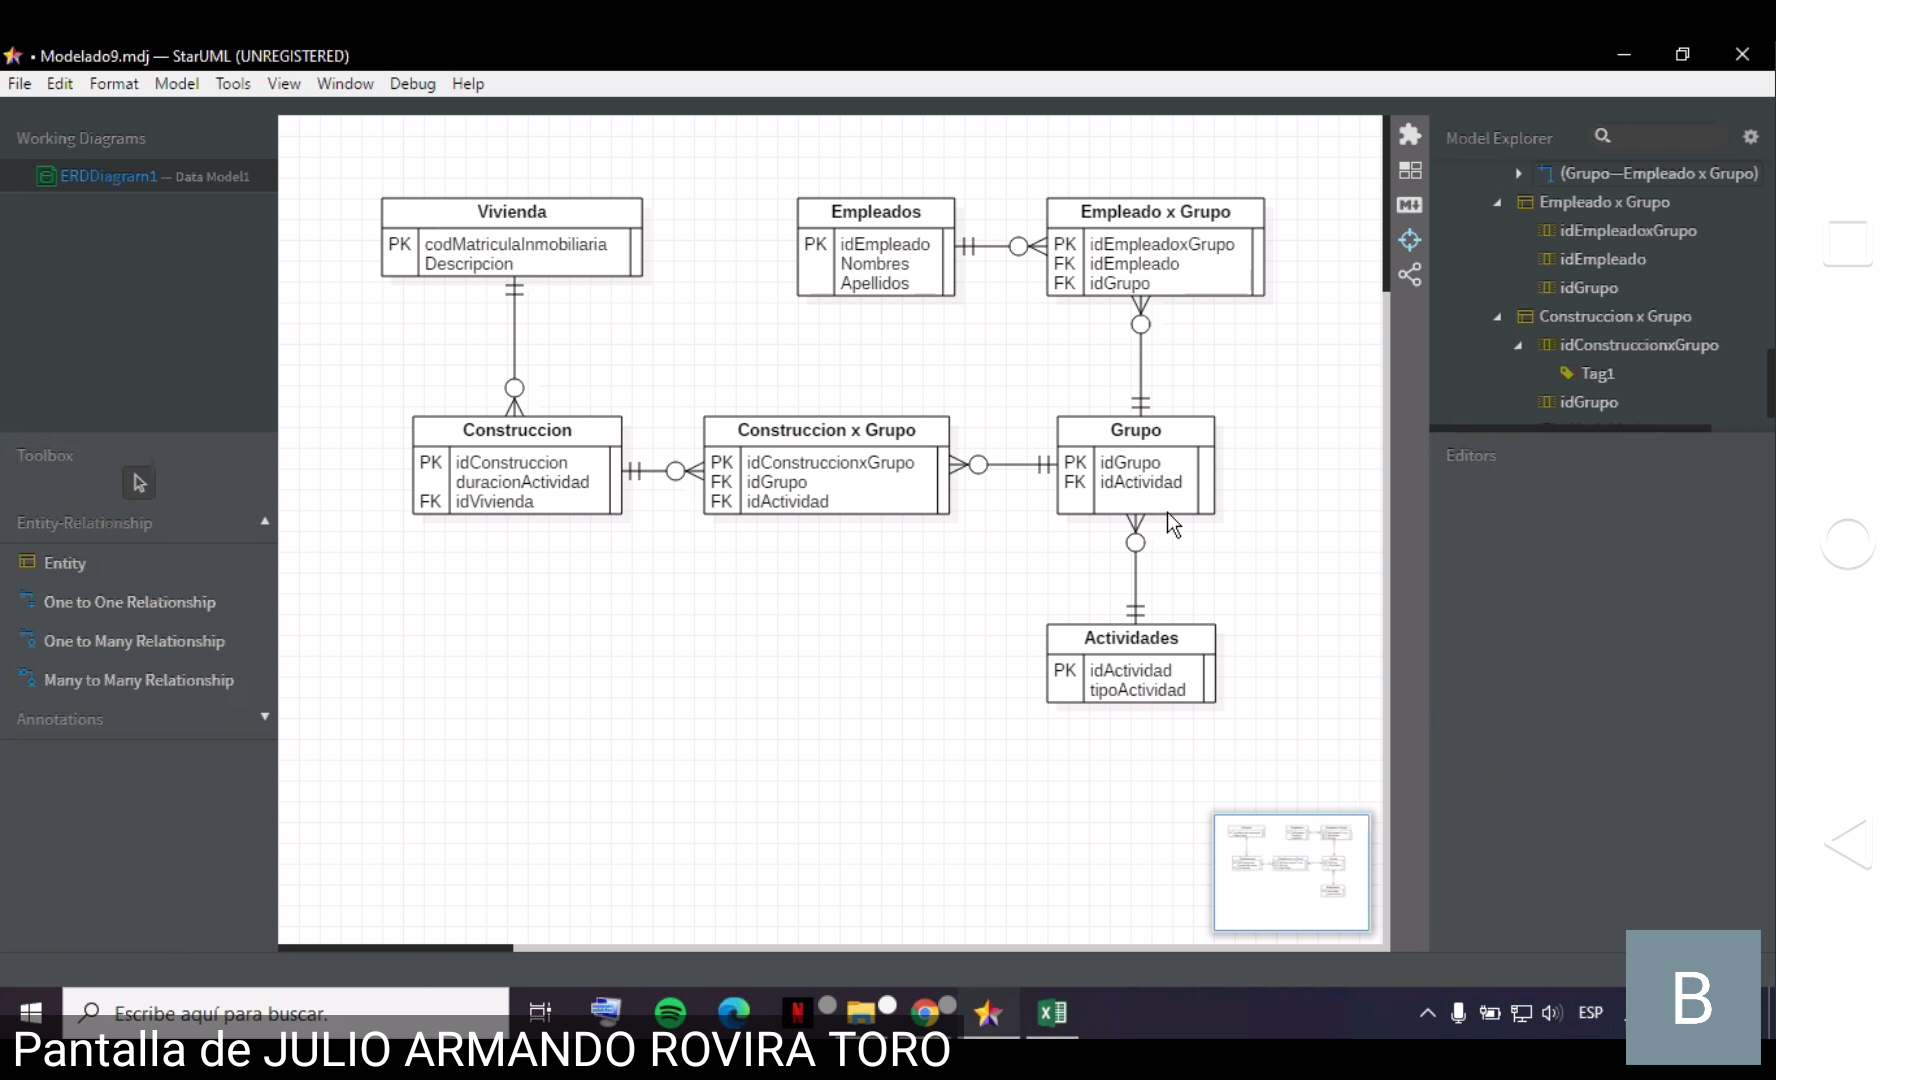 • Modelado9.mdj — StarUML (UNREGISTERED)
File Edit Format Model Tools View Window Debug Help
Working Diagrams
ERDDiagram1 — Data Model1
Toolbox
Entity-Relationship
Entity
One to One Relationship
One to Many Relationship
Many to Many Relationship
Annotations
Vivienda
PK codMatriculaInmobiliaria
Descripcion
Empleados
PK idEmpleado
Nombres
Apellidos
Empleado x Grupo
PK idEmpleadoxGrupo
FK idEmpleado
FK idGrupo
Construccion
PK idConstruccion
duracionActividad
FK idVivienda
Construccion x Grupo
PK idConstruccionxGrupo
FK idGrupo
FK idActividad
Grupo
PK idGrupo
FK idActividad
Actividades
PK idActividad
tipoActividad
Model Explorer
(Grupo—Empleado x Grupo)
Empleado x Grupo
idEmpleadoxGrupo
idEmpleado
idGrupo
Construccion x Grupo
idConstruccionxGrupo
Tag1
idGrupo
Editors
Escribe aquí para buscar.
ESP
B
Pantalla de JULIO ARMANDO ROVIRA TORO